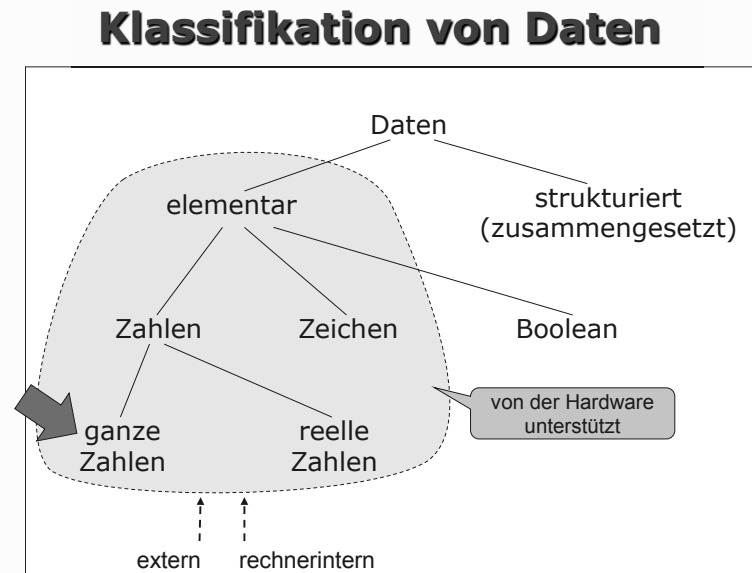 Klassifikation von Daten
Daten
elementar
strukturiert
(zusammengesetzt)
Zahlen
Zeichen
Boolean
von der Hardware
unterstützt
ganze
Zahlen
reelle
Zahlen
extern
rechnerintern